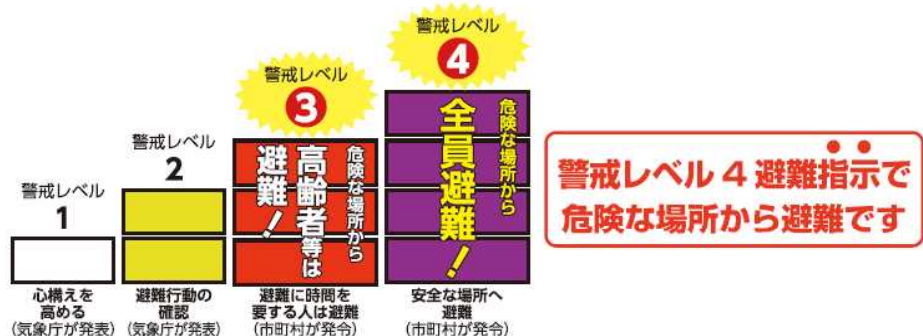 警戒レベル
1
心構えを
高める
(気象庁が発表)
警戒レベル
2
避難行動の
確認
(気象庁が発表)
警戒レベル
3
危険な場所から
高齢者等は
避難！
避難に時間を
要する人は避難
(市町村が発令)
警戒レベル
4
危険な場所から
全員避難！
安全な場所へ
避難
(市町村が発令)
警戒レベル 4 避難指示で
危険な場所から避難です